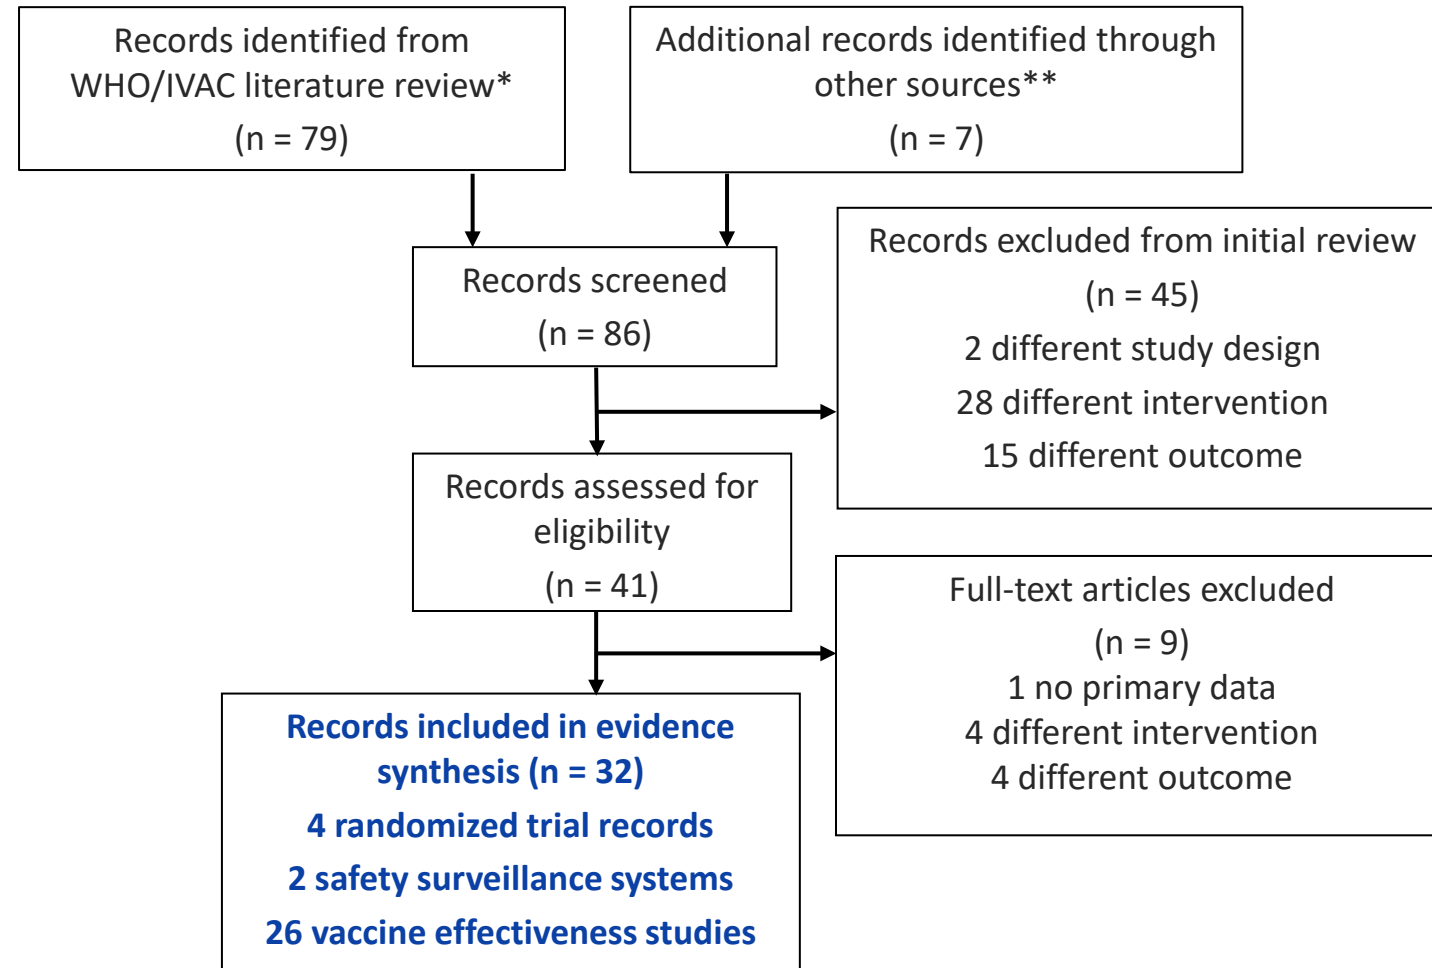 Records identified from
WHO/IVAC literature review*
(n = 79)
Additional records identified through
other sources**
(n = 7)
Records screened
(n = 86)
Records excluded from initial review
(n = 45)
2 different study design
28 different intervention
15 different outcome
Records assessed for
eligibility
(n = 41)
Full-text articles excluded
(n = 9)
1 no primary data
4 different intervention
4 different outcome
Records included in evidence
synthesis (n = 32)
4 randomized trial records
2 safety surveillance systems
26 vaccine effectiveness studies